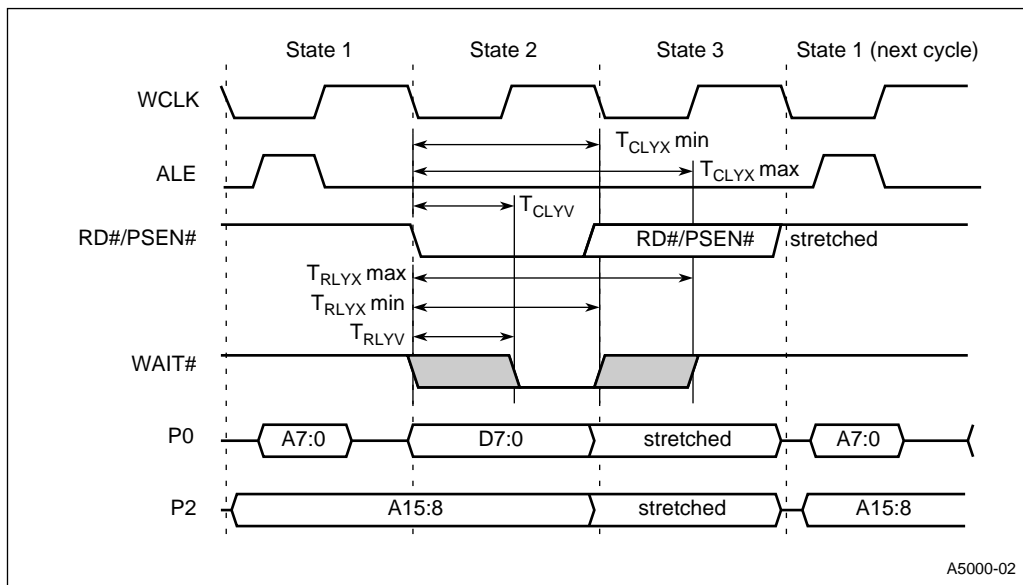 State 1 State 2 State 3 State 1 (next cycle)
WCLK
T_CLYX min
ALE T_CLYX max
T_CLYV
RD#/PSEN# RD#/PSEN# stretched
T_RLYX max
T_RLYX min
T_RLYV
WAIT#
P0 A7:0 D7:0 stretched A7:0
P2 A15:8 stretched A15:8
A5000-02